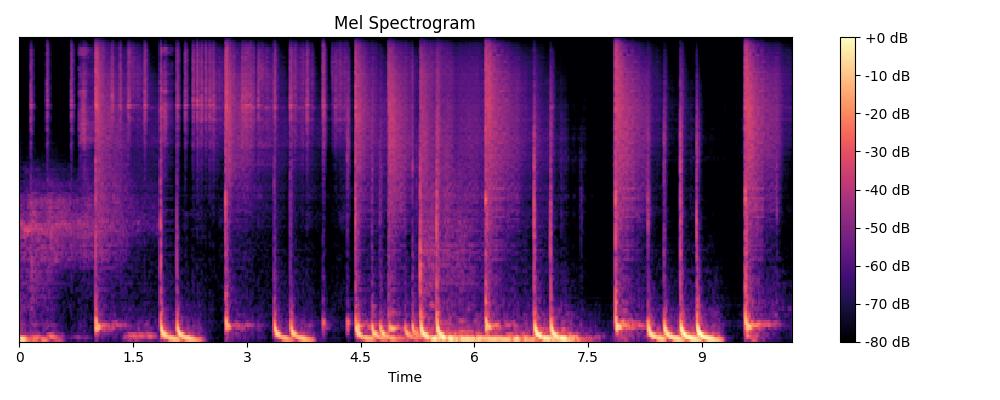 Mel Spectrogram
+0 dB
-10 dB
-20 dB
-30 dB
-40 dB
-50 dB
-60 dB
-70 dB
-80 dB
0 1.5 3 4.5 6 7.5 9
Time